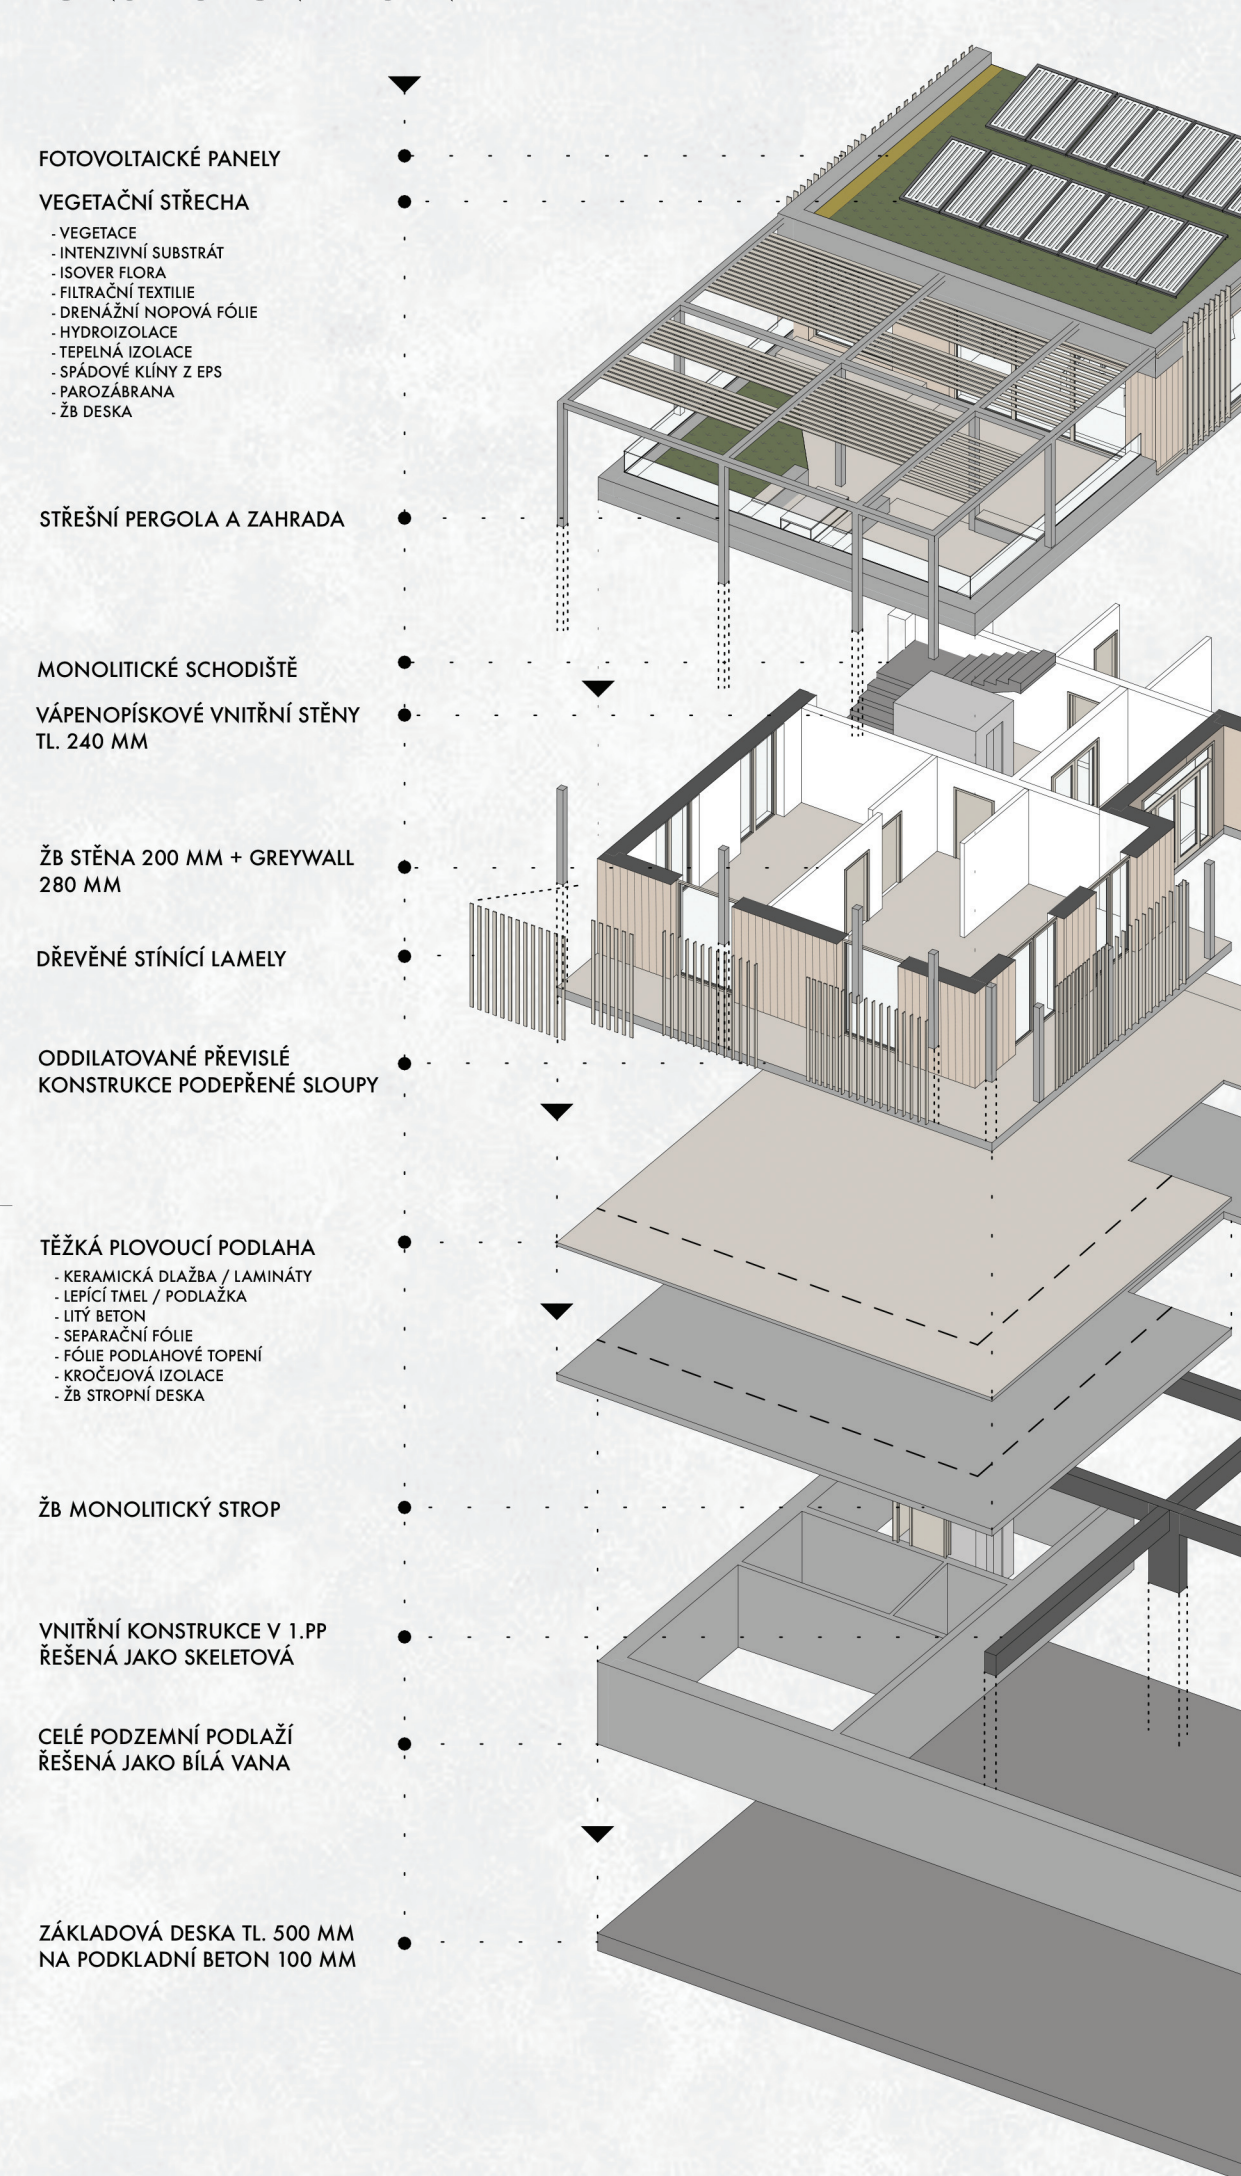 FOTOVOLTAICKÉ PANELY
VEGETAČNÍ STŘECHA
- VEGETACE
- INTENZIVNÍ SUBSTRÁT
- ISOVER FLORA
- FILTRAČNÍ TEXTILIE
- DRENÁŽNÍ NOPOVÁ FÓLIE
- HYDROIZOLACE
- TEPELNÁ IZOLACE
- SPÁDOVÉ KLÍNY Z EPS
- PAROZÁBRANA
- ŽB DESKA
STŘEŠNÍ PERGOLA A ZAHRADA
MONOLITICKÉ SCHODIŠTĚ
VÁPENOPÍSKOVÉ VNITŘNÍ STĚNY
TL. 240 MM
ŽB STĚNA 200 MM + GREYWALL
280 MM
DŘEVĚNÉ STÍNÍCÍ LAMELY
ODDILATOVANÉ PŘEVISLÉ
KONSTRUKCE PODEPŘENÉ SLOUPY
TĚŽKÁ PLOVOUCÍ PODLAHA
- KERAMICKÁ DLAŽBA / LAMINÁTY
- LEPÍCÍ TMEL / PODLAŽKA
- LITÝ BETON
- SEPARAČNÍ FÓLIE
- FÓLIE PODLAHOVÉ TOPENÍ
- KROČEJOVÁ IZOLACE
- ŽB STROPNÍ DESKA
ŽB MONOLITICKÝ STROP
VNITŘNÍ KONSTRUKCE V 1.PP
ŘEŠENÁ JAKO SKELETOVÁ
CELÉ PODZEMNÍ PODLAŽÍ
ŘEŠENÁ JAKO BÍLÁ VANA
ZÁKLADOVÁ DESKA TL. 500 MM
NA PODKLADNÍ BETON 100 MM